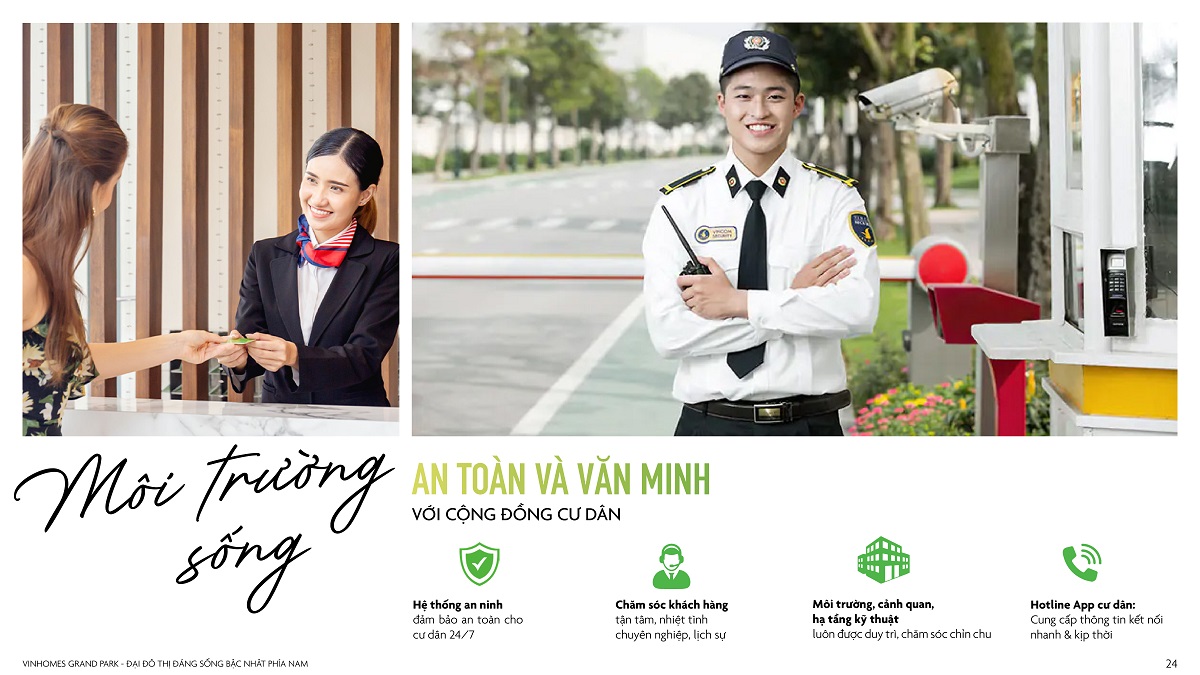 VINCOM
SECURITY
Môi trường
sống
AN TOÀN VÀ VĂN MINH
VỚI CỘNG ĐỒNG CƯ DÂN
Hệ thống an ninh
đảm bảo an toàn cho
cư dân 24/7
Chăm sóc khách hàng
tận tâm, nhiệt tình
chuyên nghiệp, lịch sự
Môi trường, cảnh quan,
hạ tầng kỹ thuật
luôn được duy trì, chăm sóc chỉn chu
Hotline App cư dân:
Cung cấp thông tin kết nối
nhanh & kịp thời
VINHOMES GRAND PARK - ĐẠI ĐÔ THỊ ĐÁNG SỐNG BẬC NHẤT PHÍA NAM
24